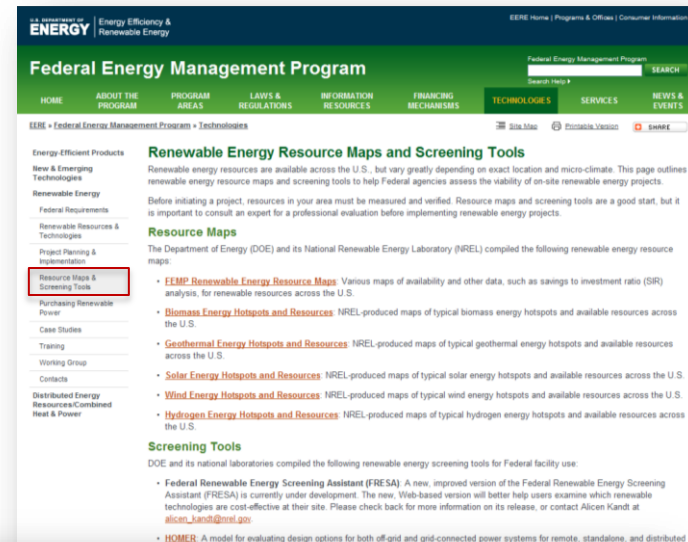 U.S. DEPARTMENT OF
ENERGY
Energy Efficiency &
Renewable Energy
EERE Home | Programs & Offices | Consumer Information
Federal Energy Management Program
Federal Energy Management Program
SEARCH
Search Help
HOME
ABOUT THE PROGRAM
PROGRAM AREAS
LAWS & REGULATIONS
INFORMATION RESOURCES
FINANCING MECHANISMS
TECHNOLOGIES
SERVICES
NEWS & EVENTS
EERE » Federal Energy Management Program » Technologies
Site Map
Printable Version
SHARE
Energy-Efficient Products
New & Emerging
Technologies
Renewable Energy
Federal Requirements
Renewable Resources &
Technologies
Project Planning &
Implementation
Resource Maps &
Screening Tools
Purchasing Renewable
Power
Case Studies
Training
Working Group
Contacts
Distributed Energy
Resources/Combined
Heat & Power
Renewable Energy Resource Maps and Screening Tools
Renewable energy resources are available across the U.S., but vary greatly depending on exact location and micro-climate. This page outlines
renewable energy resource maps and screening tools to help Federal agencies assess the viability of on-site renewable energy projects.
Before initiating a project, resources in your area must be measured and verified. Resource maps and screening tools are a good start, but it
is important to consult an expert for a professional evaluation before implementing renewable energy projects.
Resource Maps
The Department of Energy (DOE) and its National Renewable Energy Laboratory (NREL) compiled the following renewable energy resource
maps:
• FEMP Renewable Energy Resource Maps: Various maps of availability and other data, such as savings to investment ratio (SIR)
analysis, for renewable resources across the U.S.
• Biomass Energy Hotspots and Resources: NREL-produced maps of typical biomass energy hotspots and available resources across
the U.S.
• Geothermal Energy Hotspots and Resources: NREL-produced maps of typical geothermal energy hotspots and available resources
across the U.S.
• Solar Energy Hotspots and Resources: NREL-produced maps of typical solar energy hotspots and available resources across the U.S.
• Wind Energy Hotspots and Resources: NREL-produced maps of typical wind energy hotspots and available resources across the U.S.
• Hydrogen Energy Hotspots and Resources: NREL-produced maps of typical hydrogen energy hotspots and available resources across
the U.S.
Screening Tools
DOE and its national laboratories compiled the following renewable energy screening tools for Federal facility use:
• Federal Renewable Energy Screening Assistant (FRESA): A new, improved version of the Federal Renewable Energy Screening
Assistant (FRESA) is currently under development. The new, Web-based version will better help users examine which renewable
technologies are cost-effective at their site. Please check back for more information on its release, or contact Alicen Kandt at
alicen_kandt@nrel.gov.
• HOMER: A model for evaluating design options for both off-grid and grid-connected power systems for remote, standalone, and distributed